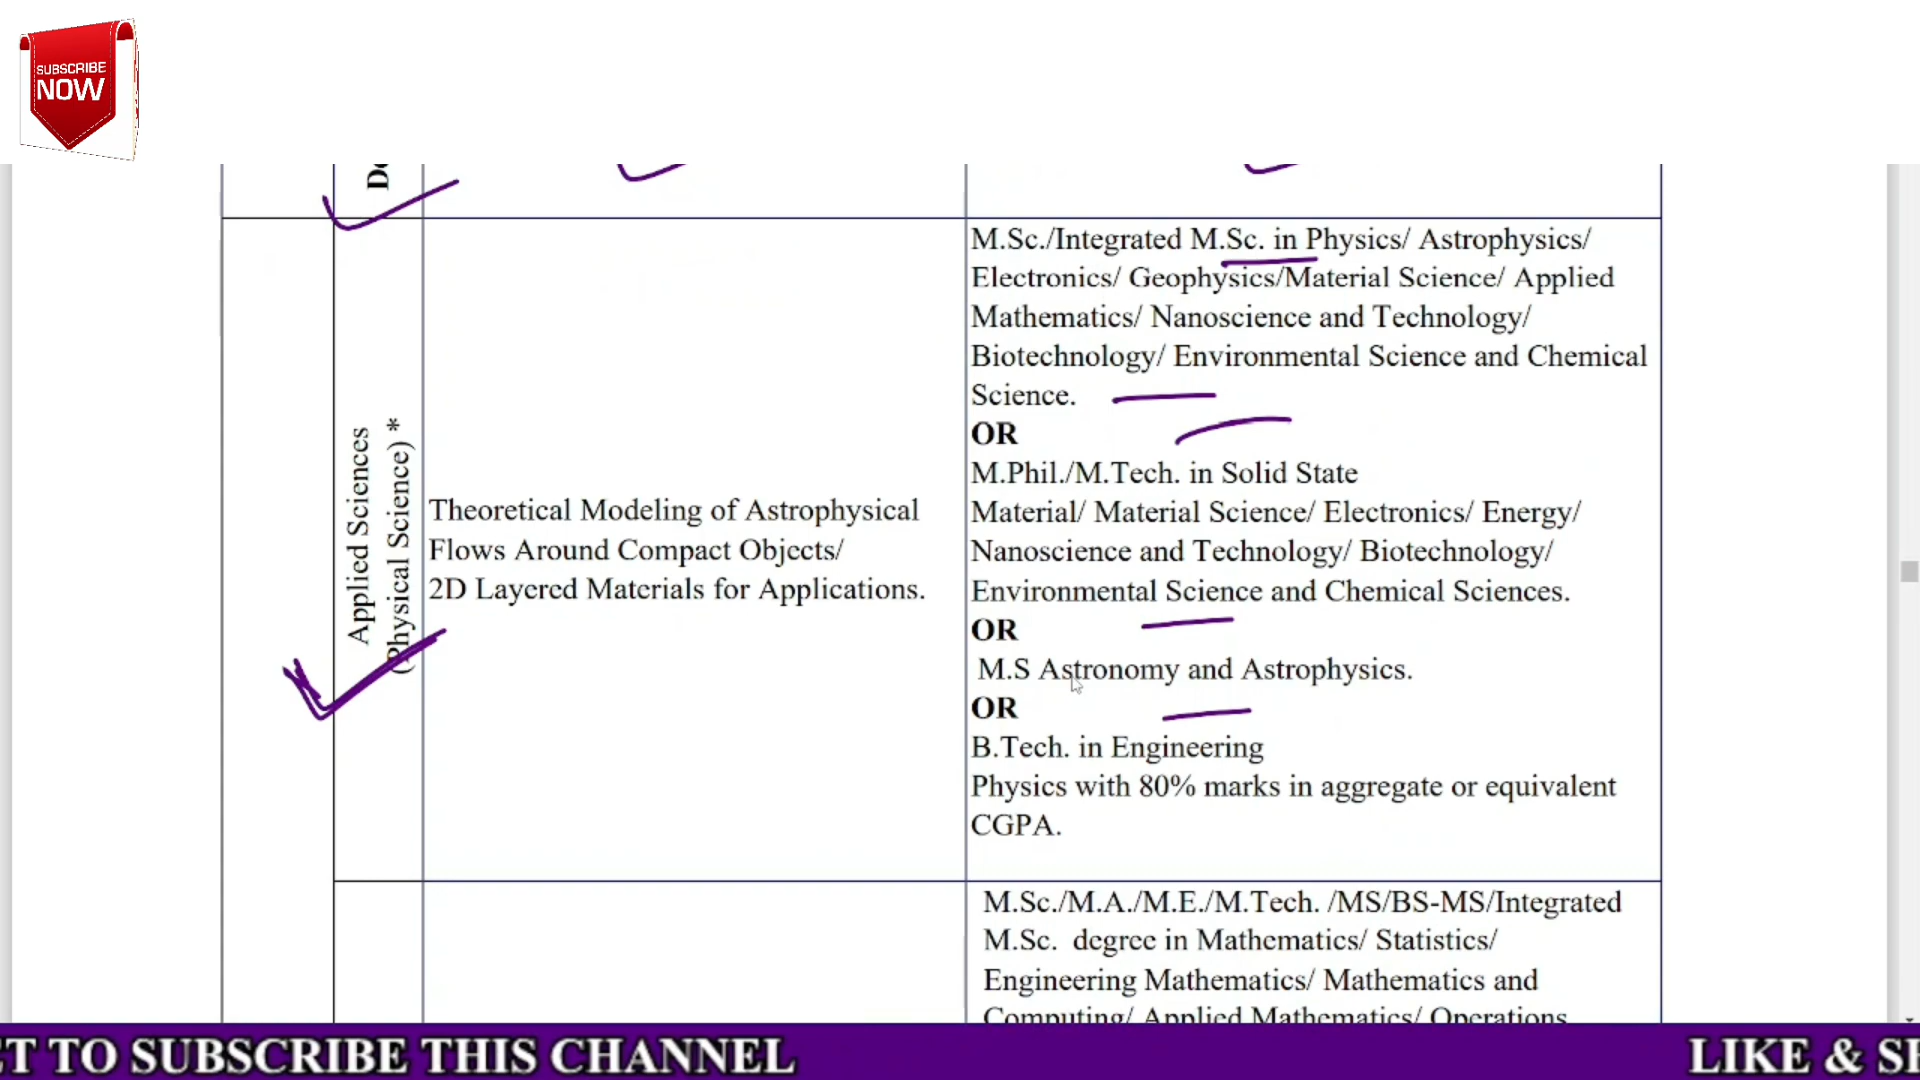 SUBSCRIBE
NOW
Applied Sciences
(Physical Science) *
Theoretical Modeling of Astrophysical
Flows Around Compact Objects/
2D Layered Materials for Applications.
M.Sc./Integrated M.Sc. in Physics/ Astrophysics/
Electronics/ Geophysics/Material Science/ Applied
Mathematics/ Nanoscience and Technology/
Biotechnology/ Environmental Science and Chemical
Science.
OR
M.Phil./M.Tech. in Solid State
Material/ Material Science/ Electronics/ Energy/
Nanoscience and Technology/ Biotechnology/
Environmental Science and Chemical Sciences.
OR
M.S Astronomy and Astrophysics.
OR
B.Tech. in Engineering
Physics with 80% marks in aggregate or equivalent
CGPA.
M.Sc./M.A./M.E./M.Tech. /MS/BS-MS/Integrated
M.Sc. degree in Mathematics/ Statistics/
Engineering Mathematics/ Mathematics and
Computing/ Applied Mathematics/ Operations
TO SUBSCRIBE THIS CHANNEL
LIKE &